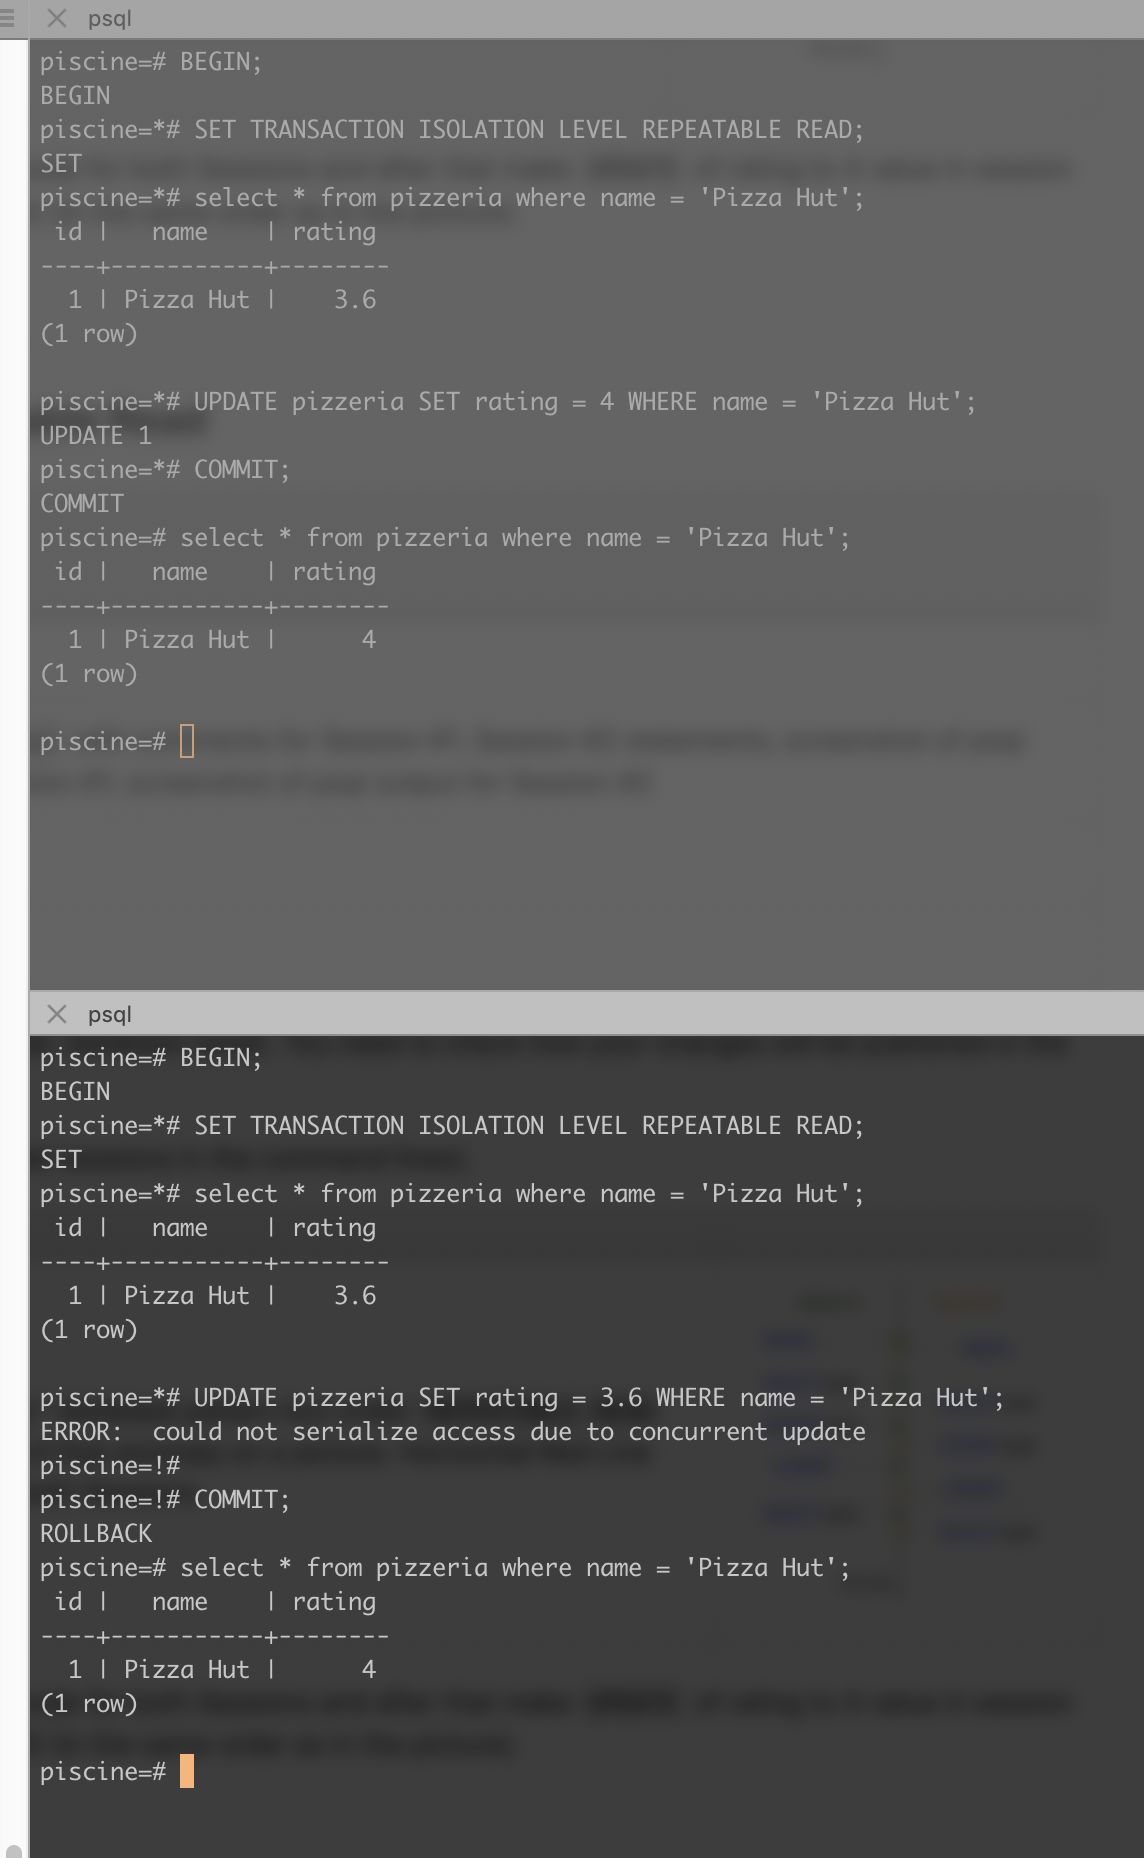 psql
piscine=# BEGIN;
BEGIN
piscine=*# SET TRANSACTION ISOLATION LEVEL REPEATABLE READ;
SET
piscine=*# select * from pizzeria where name = 'Pizza Hut';
 id |   name    | rating
----+-----------+--------
  1 | Pizza Hut |    3.6
(1 row)

piscine=*# UPDATE pizzeria SET rating = 4 WHERE name = 'Pizza Hut';
UPDATE 1
piscine=*# COMMIT;
COMMIT
piscine=# select * from pizzeria where name = 'Pizza Hut';
 id |   name    | rating
----+-----------+--------
  1 | Pizza Hut |      4
(1 row)

piscine=#
psql
piscine=# BEGIN;
BEGIN
piscine=*# SET TRANSACTION ISOLATION LEVEL REPEATABLE READ;
SET
piscine=*# select * from pizzeria where name = 'Pizza Hut';
 id |   name    | rating
----+-----------+--------
  1 | Pizza Hut |    3.6
(1 row)

piscine=*# UPDATE pizzeria SET rating = 3.6 WHERE name = 'Pizza Hut';
ERROR:  could not serialize access due to concurrent update
piscine=!#
piscine=!# COMMIT;
ROLLBACK
piscine=# select * from pizzeria where name = 'Pizza Hut';
 id |   name    | rating
----+-----------+--------
  1 | Pizza Hut |      4
(1 row)

piscine=#